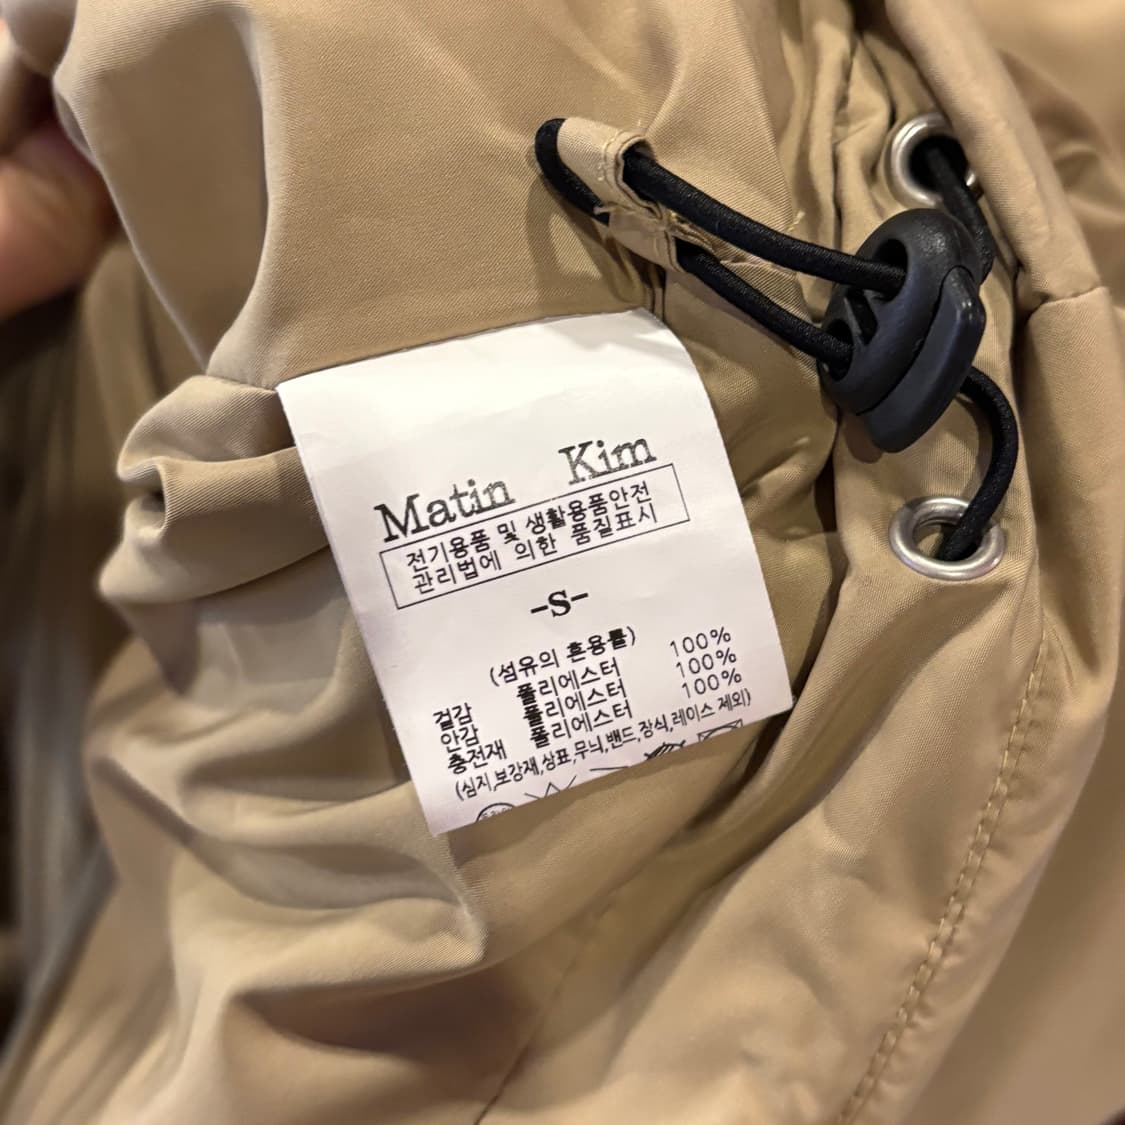 Matin Kim
전기용품 및 생활용품안전
관리법에 의한 품질표시
-S-
(섬유의 혼용률)
겉감 폴리에스터 100%
안감 폴리에스터 100%
충전재 폴리에스터 100%
(심지,보강재,상표,무늬,밴드,장식,레이스 제외)